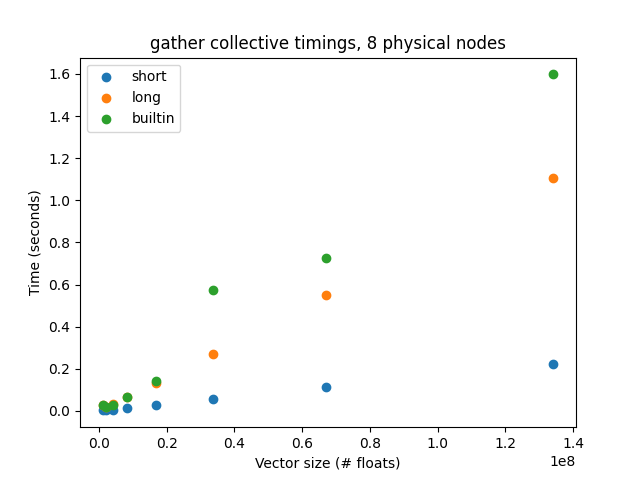 gather collective timings, 8 physical nodes
short
long
builtin
1.6
1.4
1.2
1.0
0.8
0.6
0.4
0.2
0.0
Time (seconds)
0.0 0.2 0.4 0.6 0.8 1.0 1.2 1.4
1e8
Vector size (# floats)